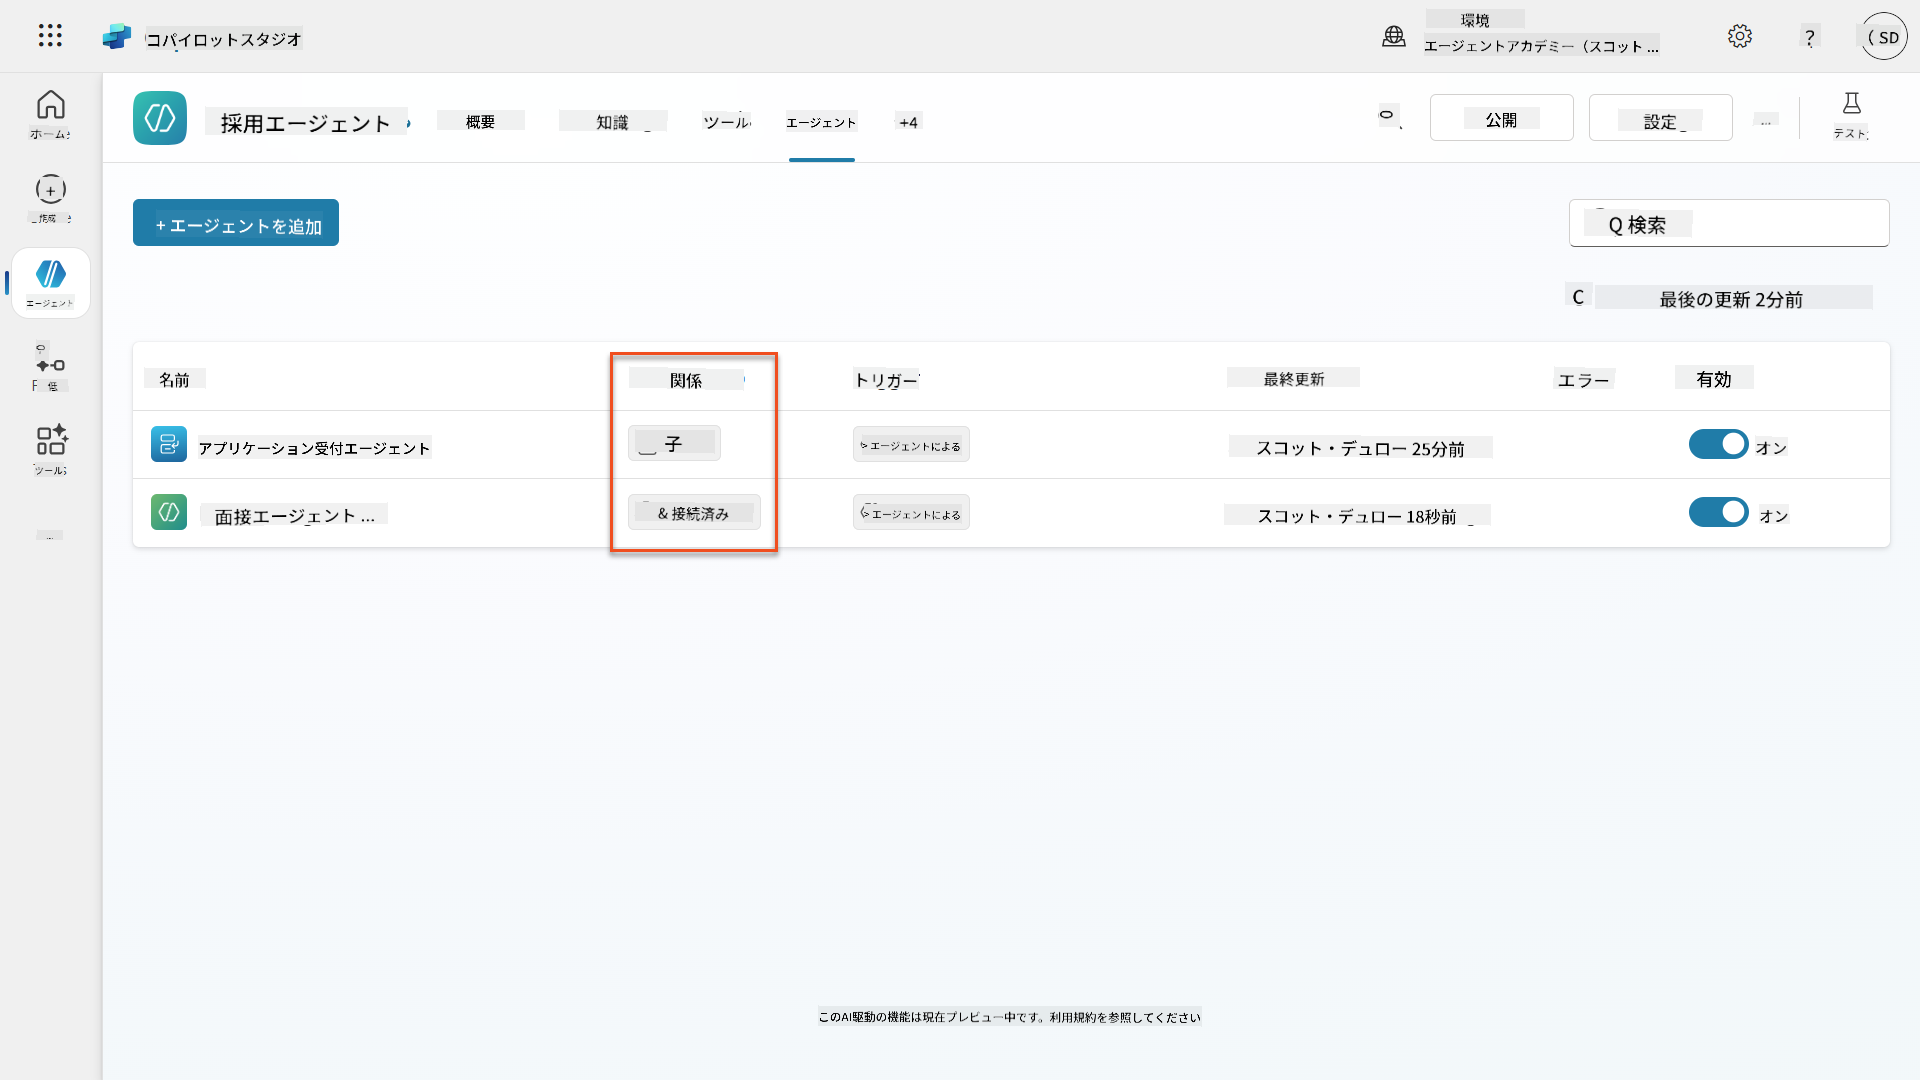 コパイロットスタジオ
環境
エージェントアカデミー（スコット ...
?
SD
ホーム
作成
エージェント
ツール
採用エージェント
概要
知識
ツール
エージェント
+4
公開
設定
...
テスト
+ エージェントを追加
Q 検索
C 最後の更新 2分前
名前
関係
トリガー
最終更新
エラー
有効
アプリケーション受付エージェント
子
エージェントによる
スコット・デュロー 25分前
オン
面接エージェント ...
& 接続済み
エージェントによる
スコット・デュロー 18秒前
オン
このAI駆動の機能は現在プレビュー中です。利用規約を参照してください